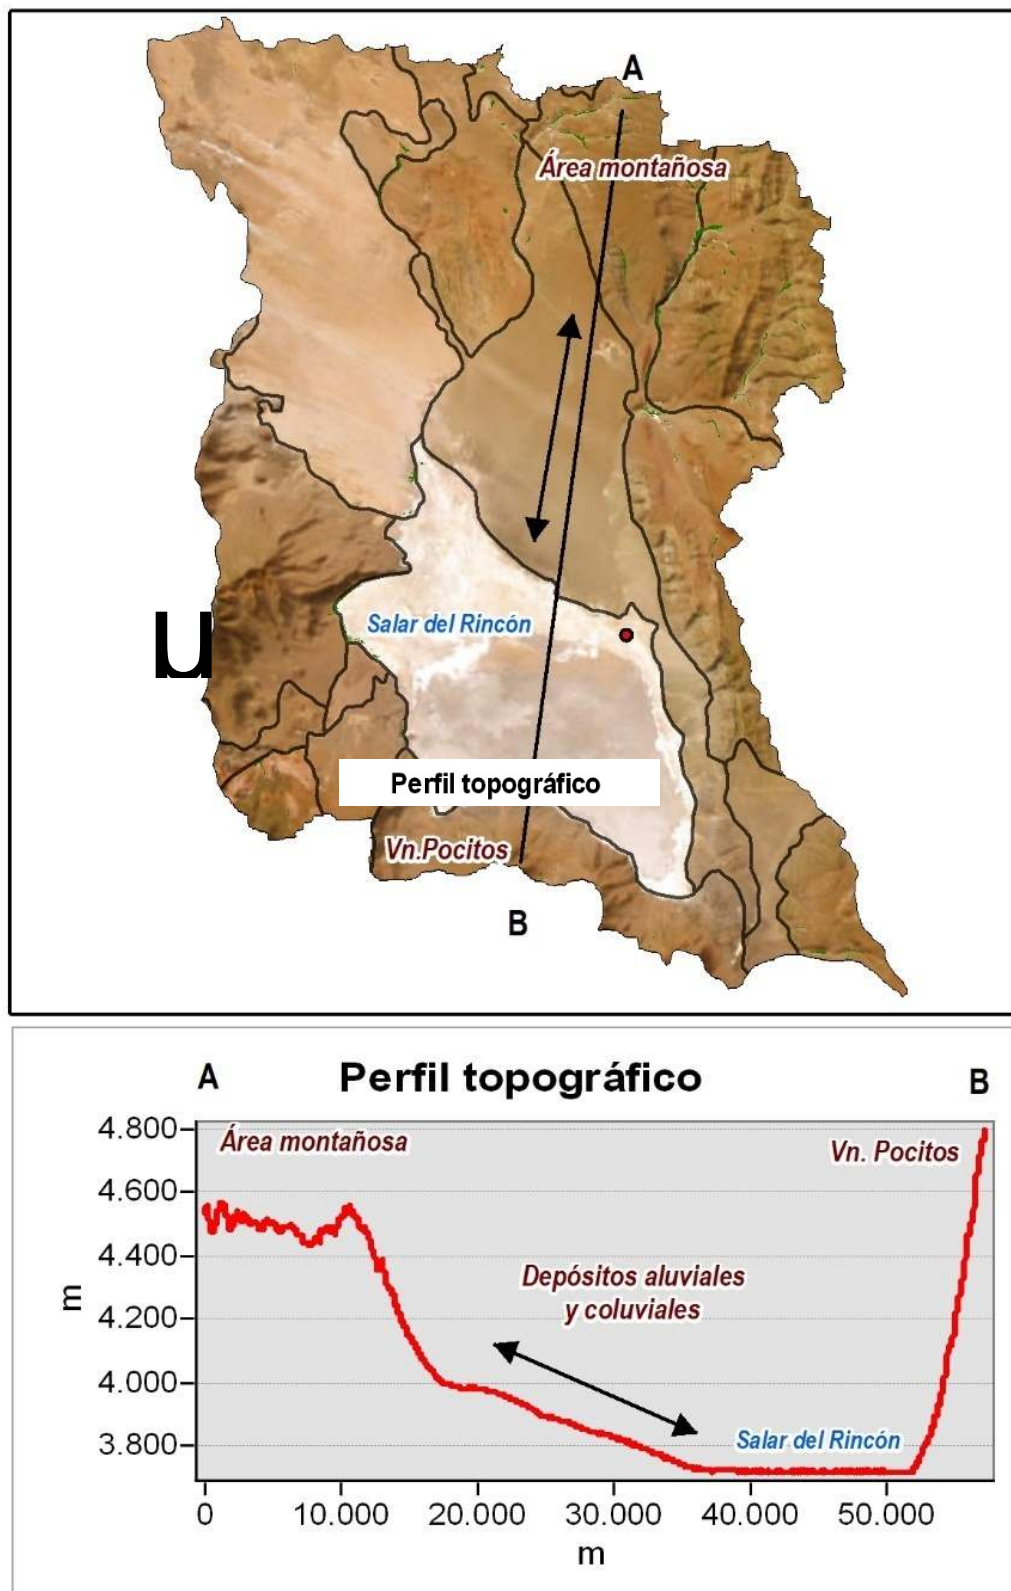 A
Área montañosa
Salar del Rincón
u
Perfil topográfico
Vn.Pocitos
B
A
Perfil topográfico
B
4.800
Área montañosa
Vn. Pocitos
4.600
4.400
Depósitos aluviales
y coluviales
m
4.200
4.000
3.800
Salar del Rincón
0 10.000 20.000 30.000 40.000 50.000
m